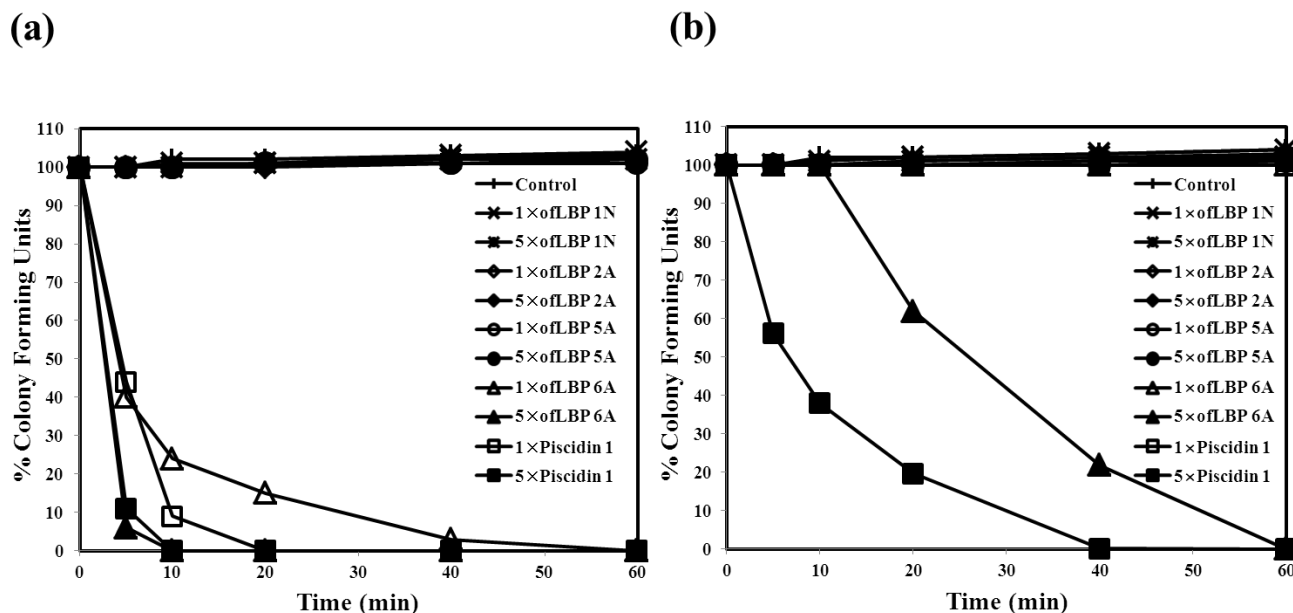 (a)
110
100
90
80
70
60
50
40
30
20
10
0
% Colony Forming Units
0 10 20 30 40 50 60
Time (min)
Control
1×ofLBP 1N
5×ofLBP 1N
1×ofLBP 2A
5×ofLBP 2A
1×ofLBP 5A
5×ofLBP 5A
1×ofLBP 6A
5×ofLBP 6A
1×Piscidin 1
5×Piscidin 1
(b)
110
100
90
80
70
60
50
40
30
20
10
0
% Colony Forming Units
0 10 20 30 40 50 60
Time (min)
Control
1×ofLBP 1N
5×ofLBP 1N
1×ofLBP 2A
5×ofLBP 2A
1×ofLBP 5A
5×ofLBP 5A
1×ofLBP 6A
5×ofLBP 6A
1×Piscidin 1
5×Piscidin 1